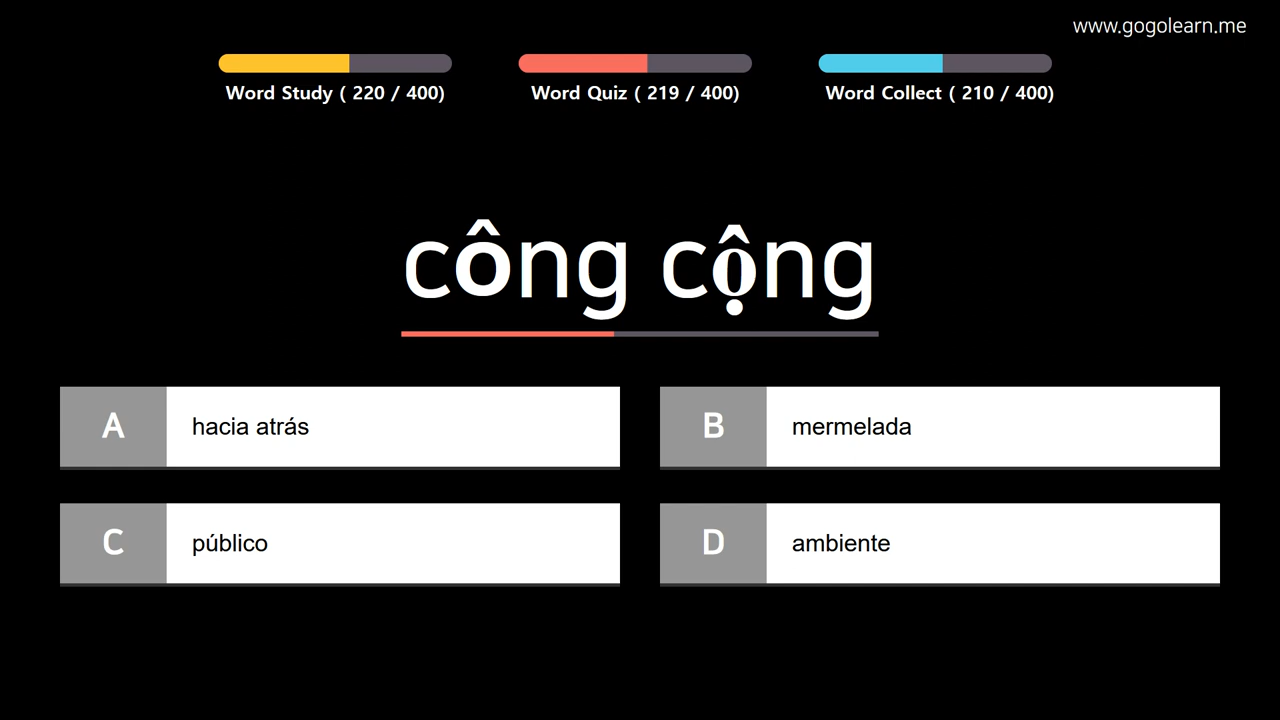 www.gogolearn.me
Word Study ( 220 / 400)
Word Quiz ( 219 / 400)
Word Collect ( 210 / 400)
công cộng
A hacia atrás
B mermelada
C público
D ambiente